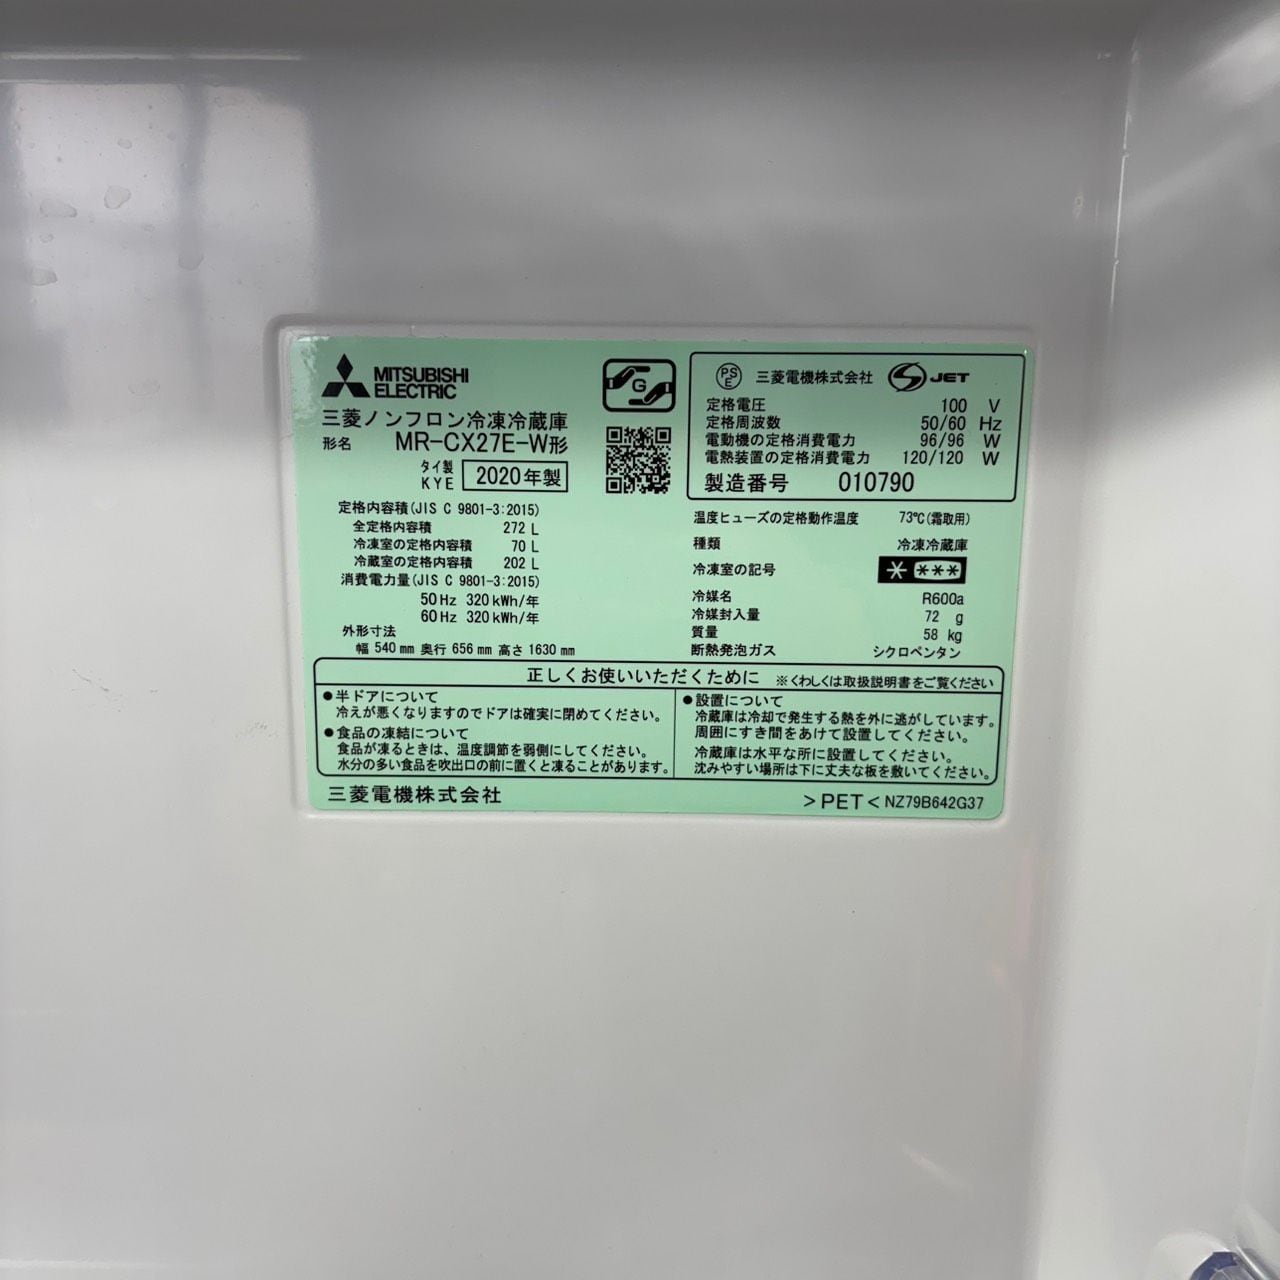 MITSUBISHI
ELECTRIC
G
三菱ノンフロン冷凍冷蔵庫
形名 MR-CX27E-W形
タイ製
KYE 2020年製
定格内容積(JIS C 9801-3:2015)
全定格内容積 272 L
冷凍室の定格内容積 70 L
冷蔵室の定格内容積 202 L
消費電力量(JIS C 9801-3:2015)
50Hz 320kWh/年
60Hz 320kWh/年
外形寸法
幅 540mm 奥行 656mm 高さ 1630mm
PSE 三菱電機株式会社 S JET
定格電圧 100 V
定格周波数 50/60 Hz
電動機の定格消費電力 96/96 W
電熱装置の定格消費電力 120/120 W
製造番号 010790
温度ヒューズの定格動作温度 73℃(霜取用)
種類 冷凍冷蔵庫
冷凍室の記号 ＊ ***
冷媒名 R600a
冷媒封入量 72 g
質量 58 kg
断熱発泡ガス シクロペンタン
正しくお使いいただくために ※くわしくは取扱説明書をご覧ください
●半ドアについて
冷えが悪くなりますのでドアは確実に閉めてください。
●食品の凍結について
食品が凍るときは、温度調節を弱側にしてください。
水分の多い食品を吹出口の前に置くと凍ることがあります。
●設置について
冷蔵庫は冷却で発生する熱を外に逃がしています。
周囲にすき間をあけて設置してください。
冷蔵庫は水平な所に設置してください。
沈みやすい場所は下に丈夫な板を敷いてください。
三菱電機株式会社 >PET< NZ79B642G37